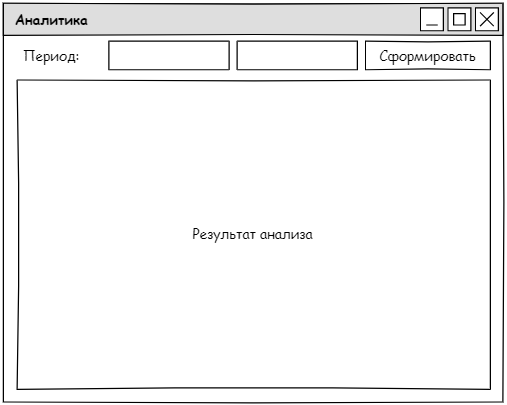 Аналитика
Период:
Сформировать
Результат анализа